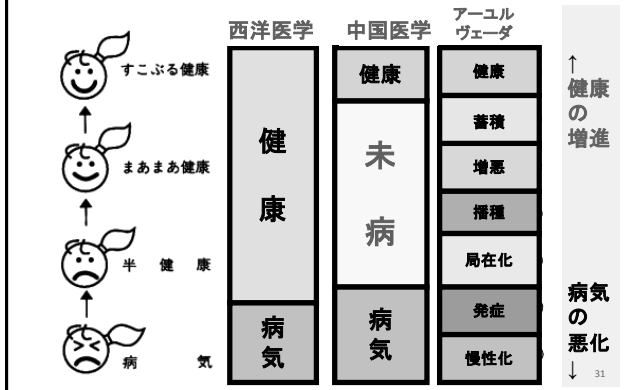 西洋医学
中国医学
アーユル
ヴェーダ
すこぶる健康
まあまあ健康
半 健 康
病 気
健
康
病
気
健康
未
病
病
気
健康
蓄積
増悪
播種
局在化
発症
慢性化
↑
健康
の
増進
病気
の
悪化
↓
31